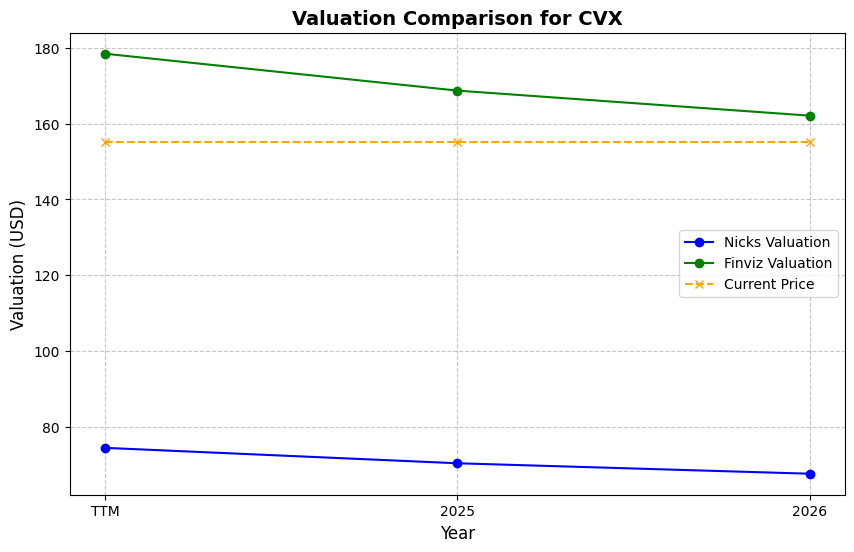 Valuation Comparison for CVX
Valuation (USD)
180
160
140
120
100
80
Nicks Valuation
Finviz Valuation
Current Price
TTM
2025
2026
Year